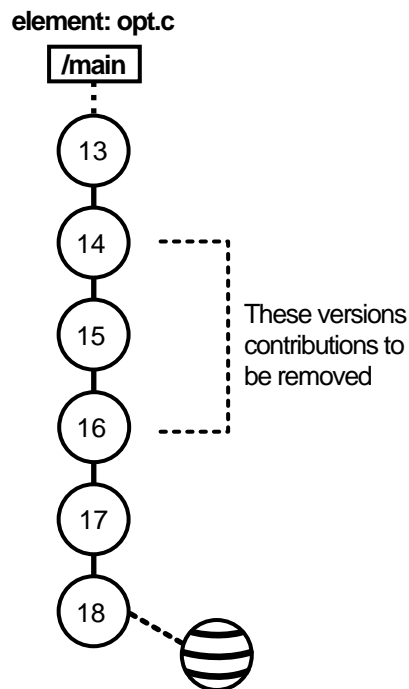 element: opt.c
/main
13
14
15
These versions
contributions to
be removed
16
17
18